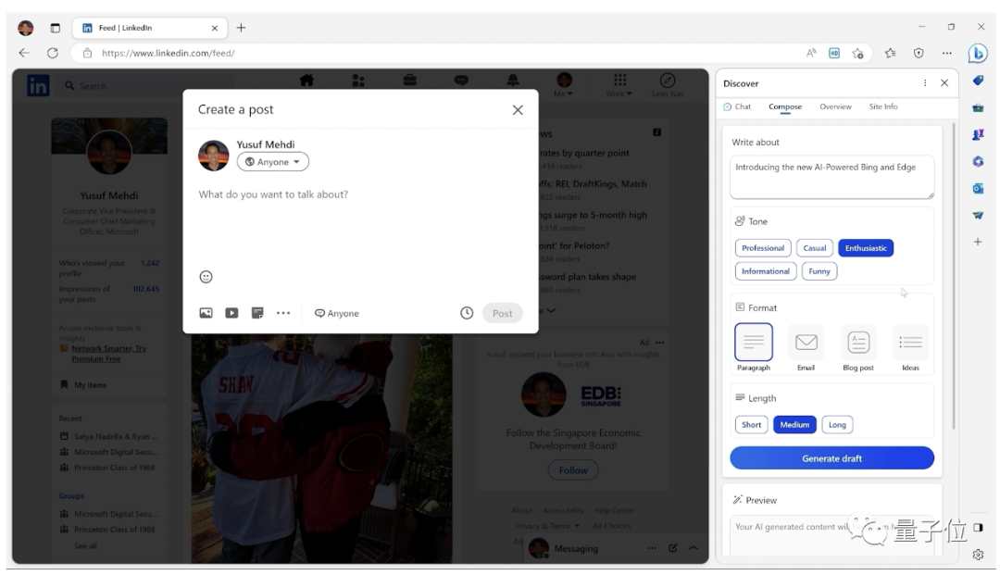 Feed | LinkedIn
https://www.linkedin.com/feed/
in
Search
Me
Work
Sales Nav
Create a post
Yusuf Mehdi
Anyone
What do you want to talk about?
Anyone
Post
Yusuf Mehdi
Corporate Vice President &
Consumer Chief Marketing
Officer, Microsoft
Who's viewed your
profile
1,242
Impressions of
your posts
102,645
Access exclusive tools &
insights
Network Smarter, Try
Premium Free
My items
Recent
Satya Nadella & Ryan ...
Microsoft Digital Secu...
Princeton Class of 1988
Groups
Microsoft Digital Secu...
Princeton Class of 1988
See all
SHAW
ws
rates by quarter point
418 readers
ffs: REI, DraftKings, Match
822 readers
ngs surge to 5-month high
,318 readers
oint' for Peloton?
834 readers
sword plan takes shape
880 readers
Ad ...
Yusuf, expand your business into Asia with insights
from EDB
EDB
SINGAPORE
Follow the Singapore Economic
Development Board!
Follow
About Accessibility Help Center
Privacy & Terms Ad Choices
Ad
Messaging
Discover
Chat Compose Overview Site Info
Write about
Introducing the new AI-Powered Bing and Edge
Tone
Professional Casual Enthusiastic
Informational Funny
Format
Paragraph Email Blog post Ideas
Length
Short Medium Long
Generate draft
Preview
Your AI generated content wil
量子位